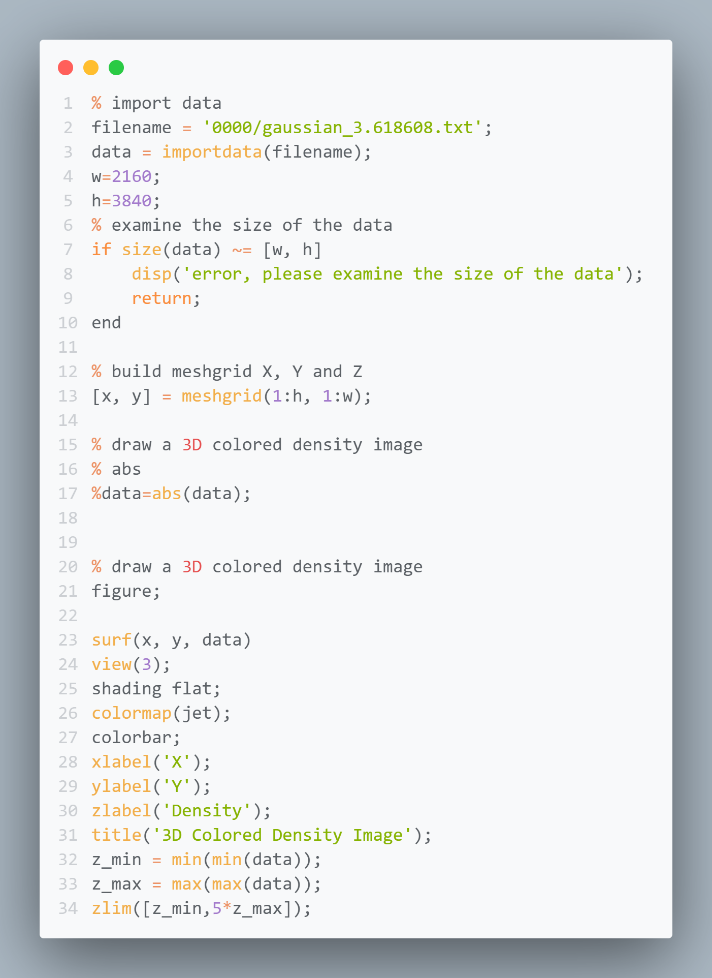 1 % import data
2 filename = '0000/gaussian_3.618608.txt';
3 data = importdata(filename);
4 w=2160;
5 h=3840;
6 % examine the size of the data
7 if size(data) ~= [w, h]
8     disp('error, please examine the size of the data');
9     return;
10 end
11
12 % build meshgrid X, Y and Z
13 [x, y] = meshgrid(1:h, 1:w);
14
15 % draw a 3D colored density image
16 % abs
17 %data=abs(data);
18
19
20 % draw a 3D colored density image
21 figure;
22
23 surf(x, y, data)
24 view(3);
25 shading flat;
26 colormap(jet);
27 colorbar;
28 xlabel('X');
29 ylabel('Y');
30 zlabel('Density');
31 title('3D Colored Density Image');
32 z_min = min(min(data));
33 z_max = max(max(data));
34 zlim([z_min,5*z_max]);